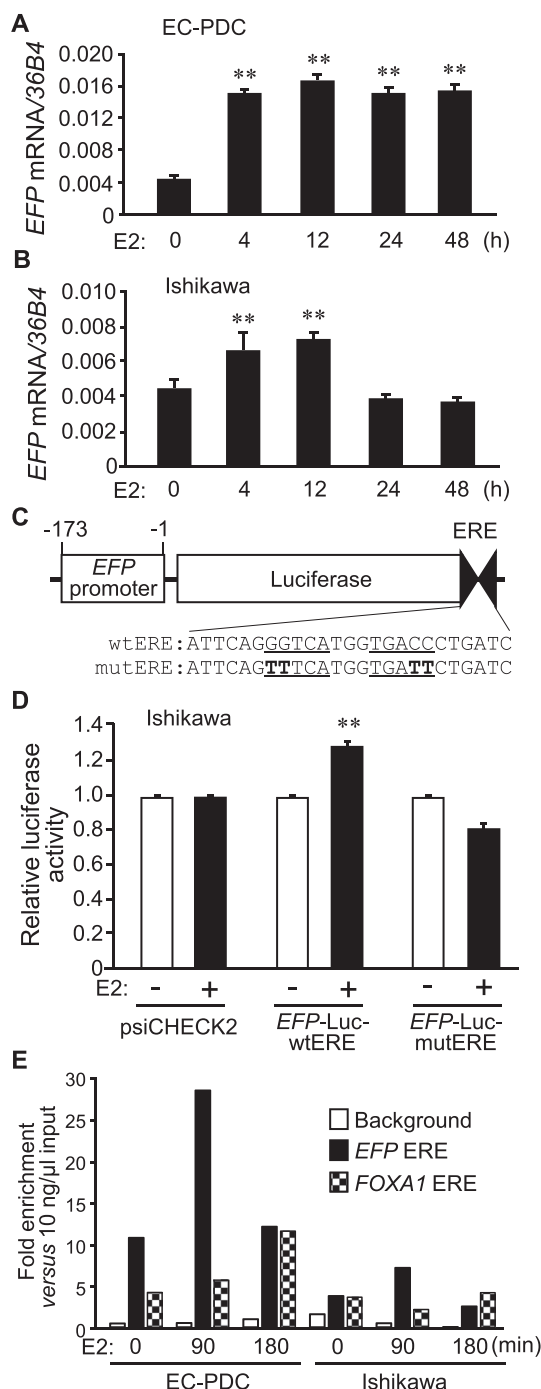 A
EC-PDC
EFP mRNA/36B4
0.020
0.016
0.012
0.008
0.004
0
** ** ** **
E2: 0 4 12 24 48 (h)
B
Ishikawa
EFP mRNA/36B4
0.010
0.008
0.006
0.004
0.002
0
** **
E2: 0 4 12 24 48 (h)
C
-173 -1 ERE
EFP promoter
Luciferase
wtERE:ATTCAGGGTCATGGTGACCCTGATC
mutERE:ATTCAGTTTCATGGTGATTCTGATC
D
Ishikawa
Relative luciferase
activity
1.4
1.2
1.0
0.8
0.6
0.4
0.2
0
**
E2: - + - + - +
psiCHECK2
EFP-Luc-
wtERE
EFP-Luc-
mutERE
E
Fold enrichment
versus 10 ng/µl input
30
25
20
15
10
5
0
Background
EFP ERE
FOXA1 ERE
E2: 0 90 180 0 90 180 (min)
EC-PDC Ishikawa